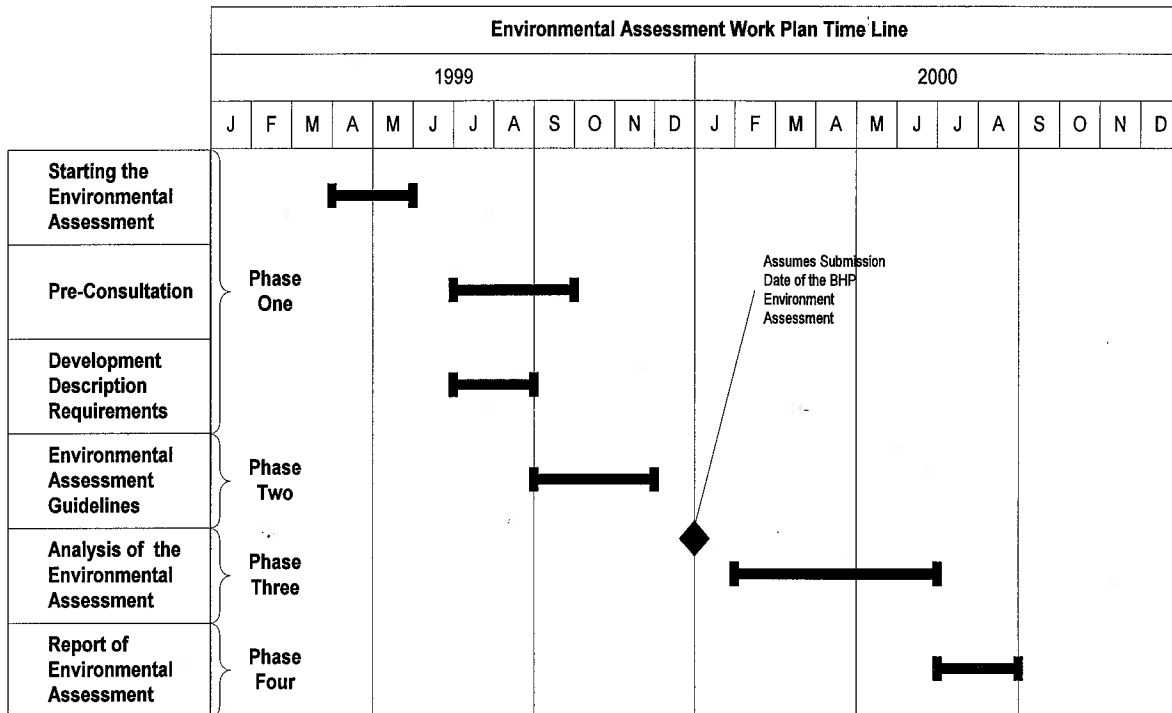 Environmental Assessment Work Plan Time Line
1999
2000
J F M A M J J A S O N D J F M A M J J A S O N D
Starting the
Environmental
Assessment
Pre-Consultation
Phase
One
Development
Description
Requirements
Assumes Submission
Date of the BHP
Environment
Assessment
Environmental
Assessment
Guidelines
Phase
Two
Analysis of the
Environmental
Assessment
Phase
Three
Report of
Environmental
Assessment
Phase
Four